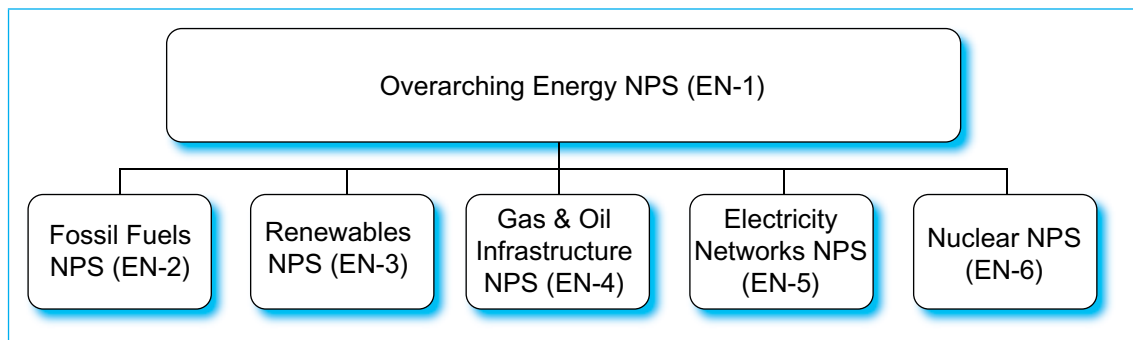 Overarching Energy NPS (EN-1)
Fossil Fuels
NPS (EN-2)
Renewables
NPS (EN-3)
Gas & Oil
Infrastructure
NPS (EN-4)
Electricity
Networks NPS
(EN-5)
Nuclear NPS
(EN-6)